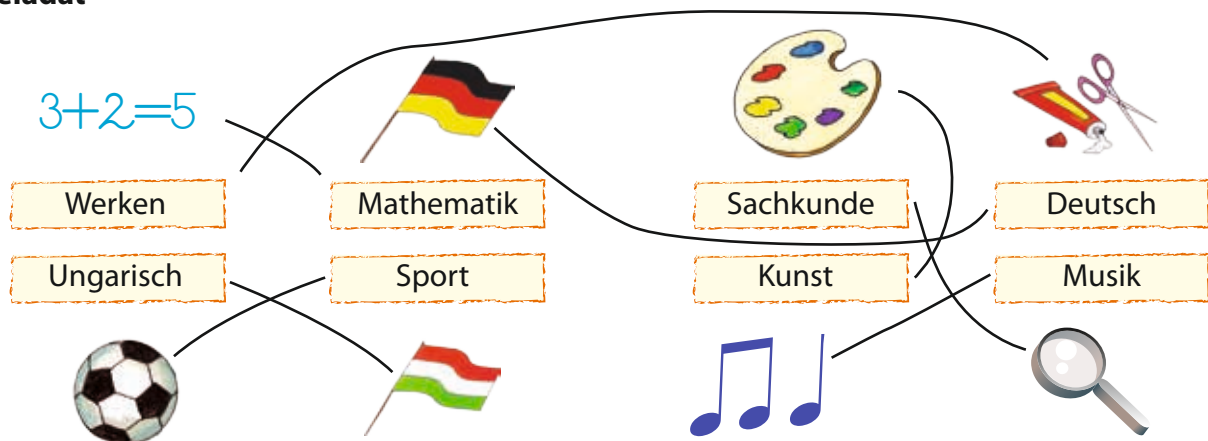 3+2=5
Werken
Mathematik
Sachkunde
Deutsch
Ungarisch
Sport
Kunst
Musik